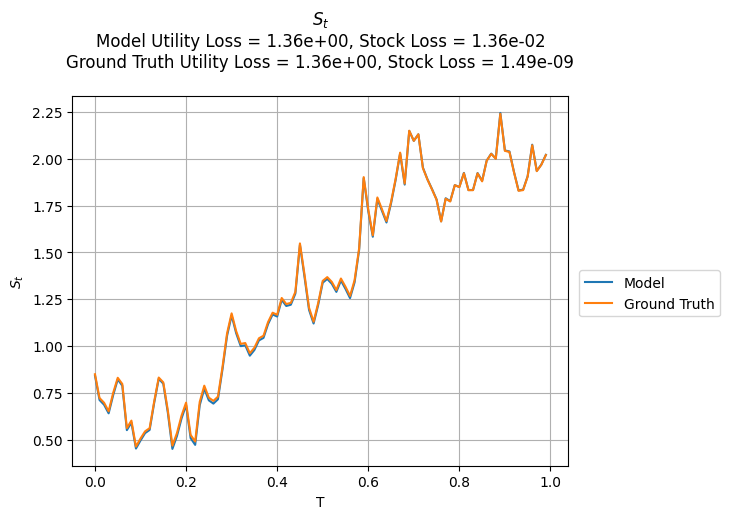 S_t
Model Utility Loss = 1.36e+00, Stock Loss = 1.36e-02
Ground Truth Utility Loss = 1.36e+00, Stock Loss = 1.49e-09
2.25
2.00
1.75
1.50
1.25
1.00
0.75
0.50
S_t
0.0 0.2 0.4 0.6 0.8 1.0
T
Model
Ground Truth